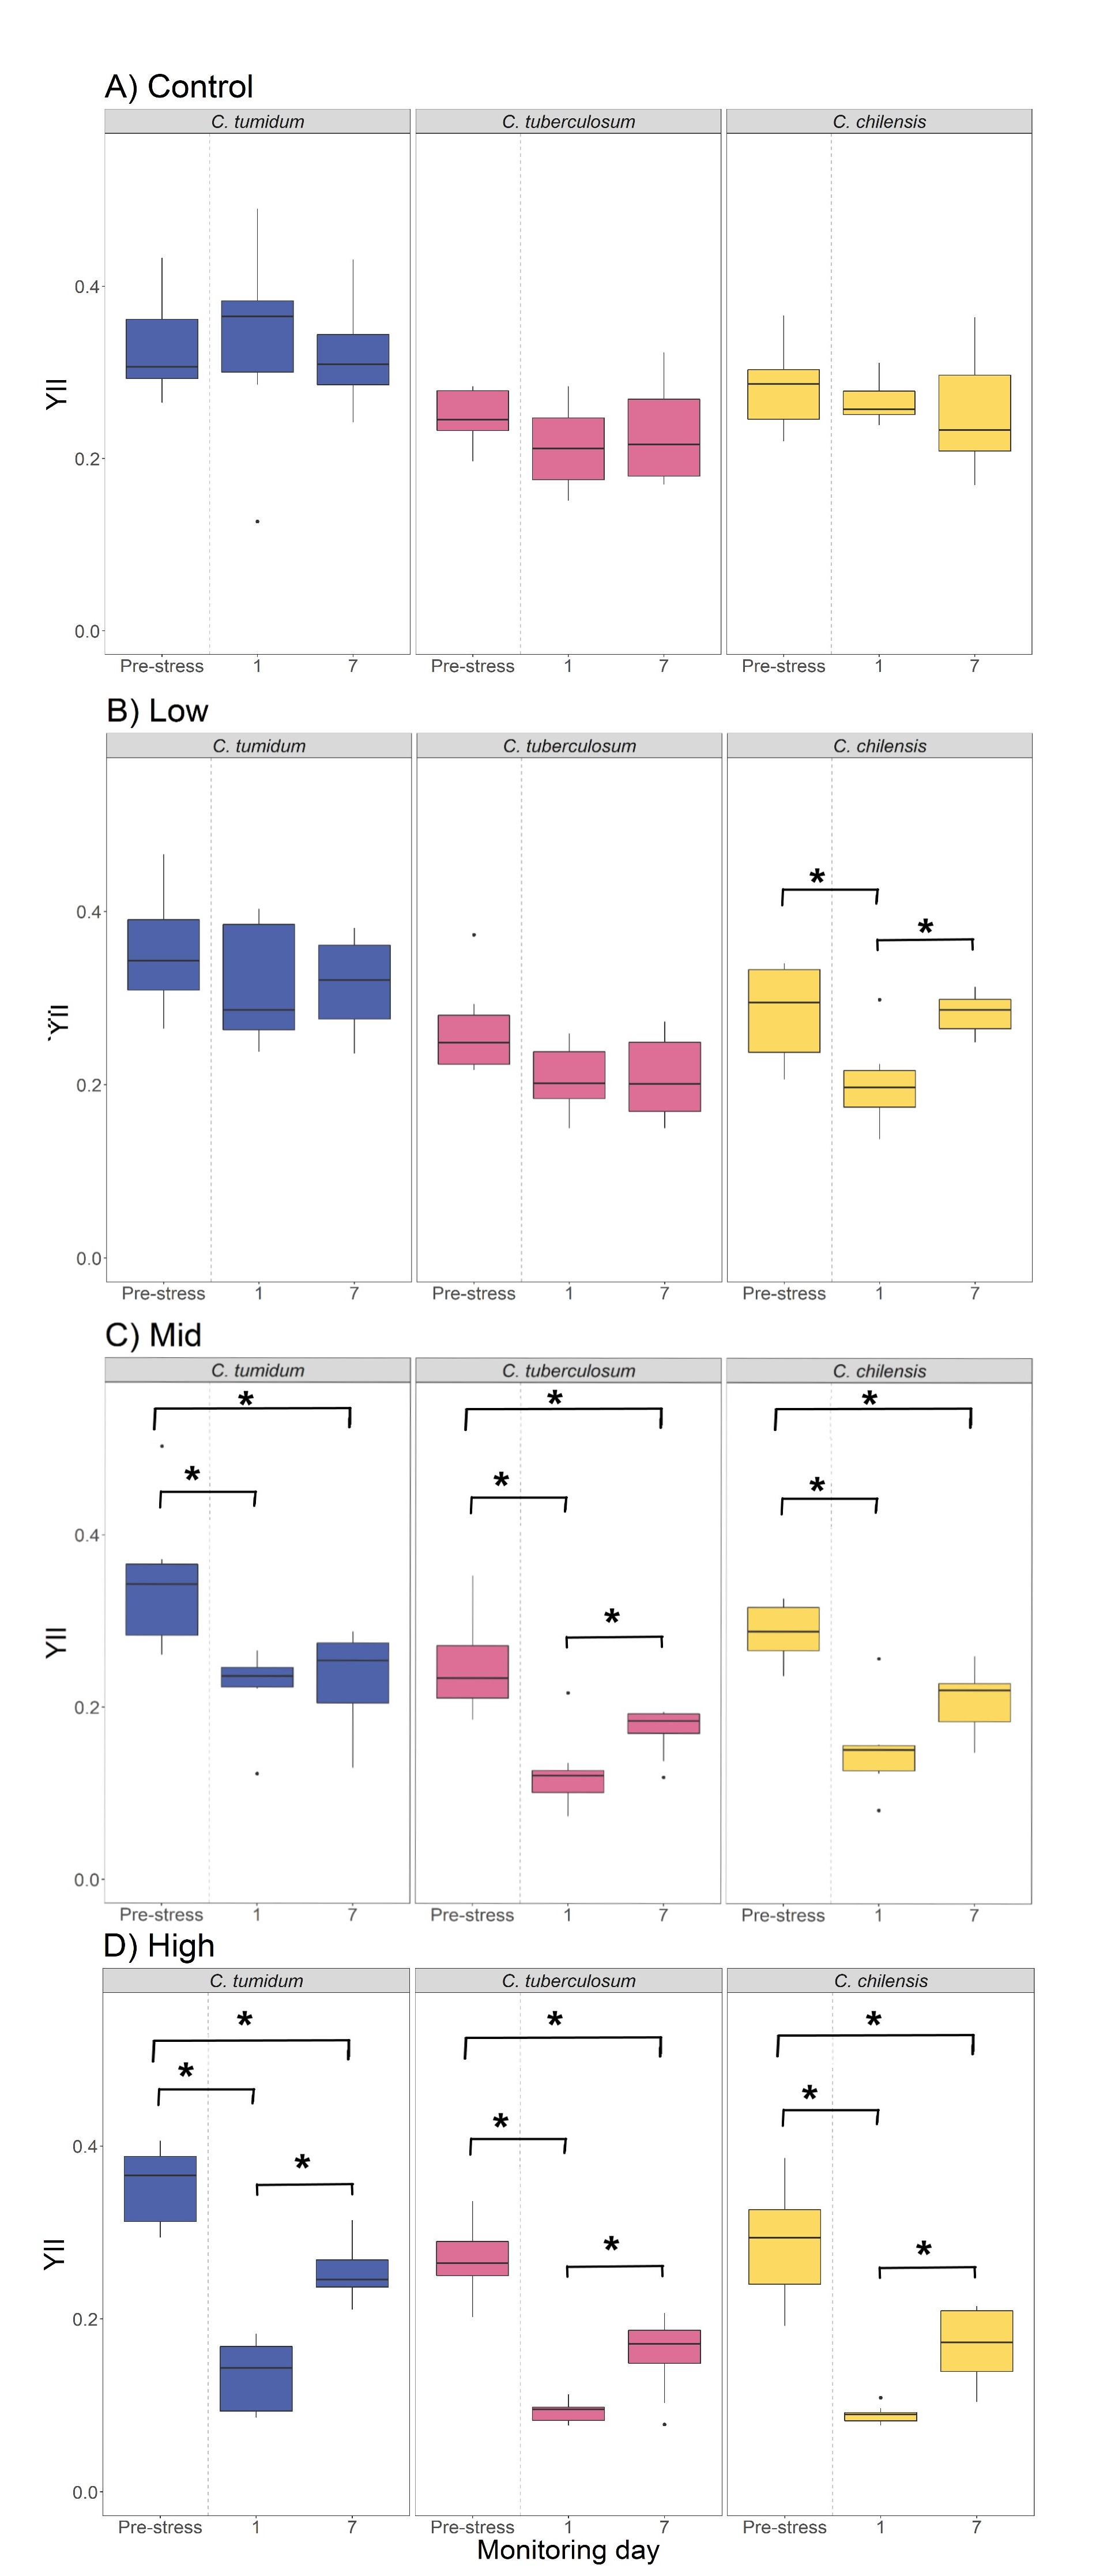 A) Control
C. tumidum C. tuberculosum C. chilensis
0.4
YII
0.2
0.0
Pre-stress 1 7 Pre-stress 1 7 Pre-stress 1 7
B) Low
C. tumidum C. tuberculosum C. chilensis
*
0.4
*
YII
0.2
0.0
Pre-stress 1 7 Pre-stress 1 7 Pre-stress 1 7
C) Mid
C. tumidum C. tuberculosum C. chilensis
* * *
* * *
0.4
*
YII
0.2
0.0
Pre-stress 1 7 Pre-stress 1 7 Pre-stress 1 7
D) High
C. tumidum C. tuberculosum C. chilensis
* * *
* * *
0.4
* * *
YII
0.2
0.0
Pre-stress 1 7 Pre-stress 1 7 Pre-stress 1 7
Monitoring day